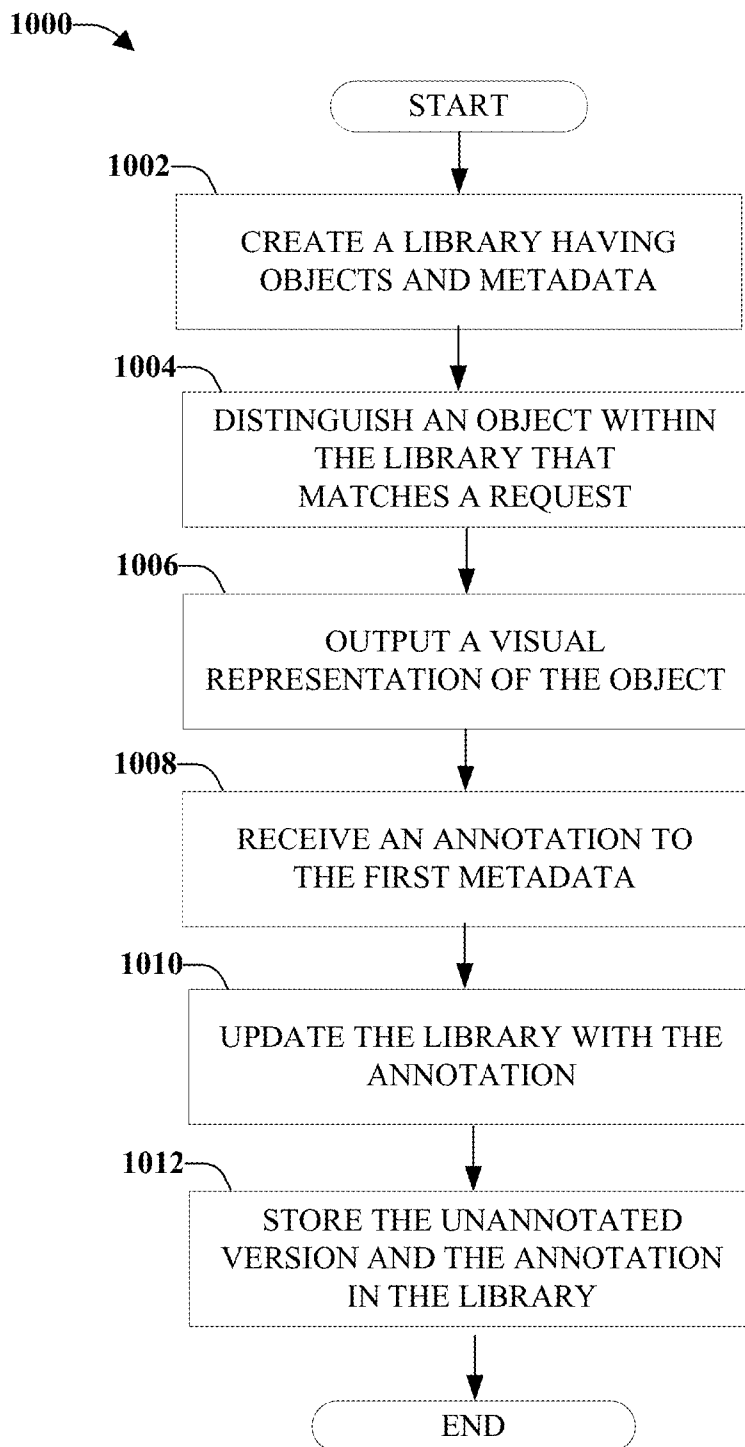 1000
START
1002
CREATE A LIBRARY HAVING
OBJECTS AND METADATA
1004
DISTINGUISH AN OBJECT WITHIN
THE LIBRARY THAT
MATCHES A REQUEST
1006
OUTPUT A VISUAL
REPRESENTATION OF THE OBJECT
1008
RECEIVE AN ANNOTATION TO
THE FIRST METADATA
1010
UPDATE THE LIBRARY WITH THE
ANNOTATION
1012
STORE THE UNANNOTATED
VERSION AND THE ANNOTATION
IN THE LIBRARY
END